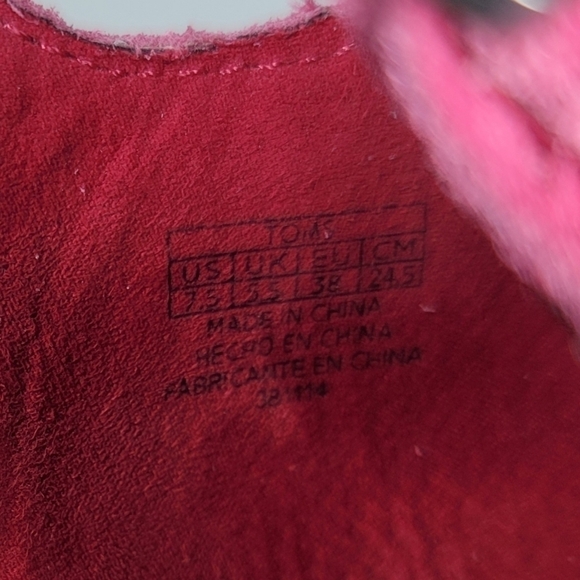 TOMS
US UK EU CM
7.5 5.5 38 24.5
MADE IN CHINA
HECHO EN CHINA
FABRICANTE EN CHINA